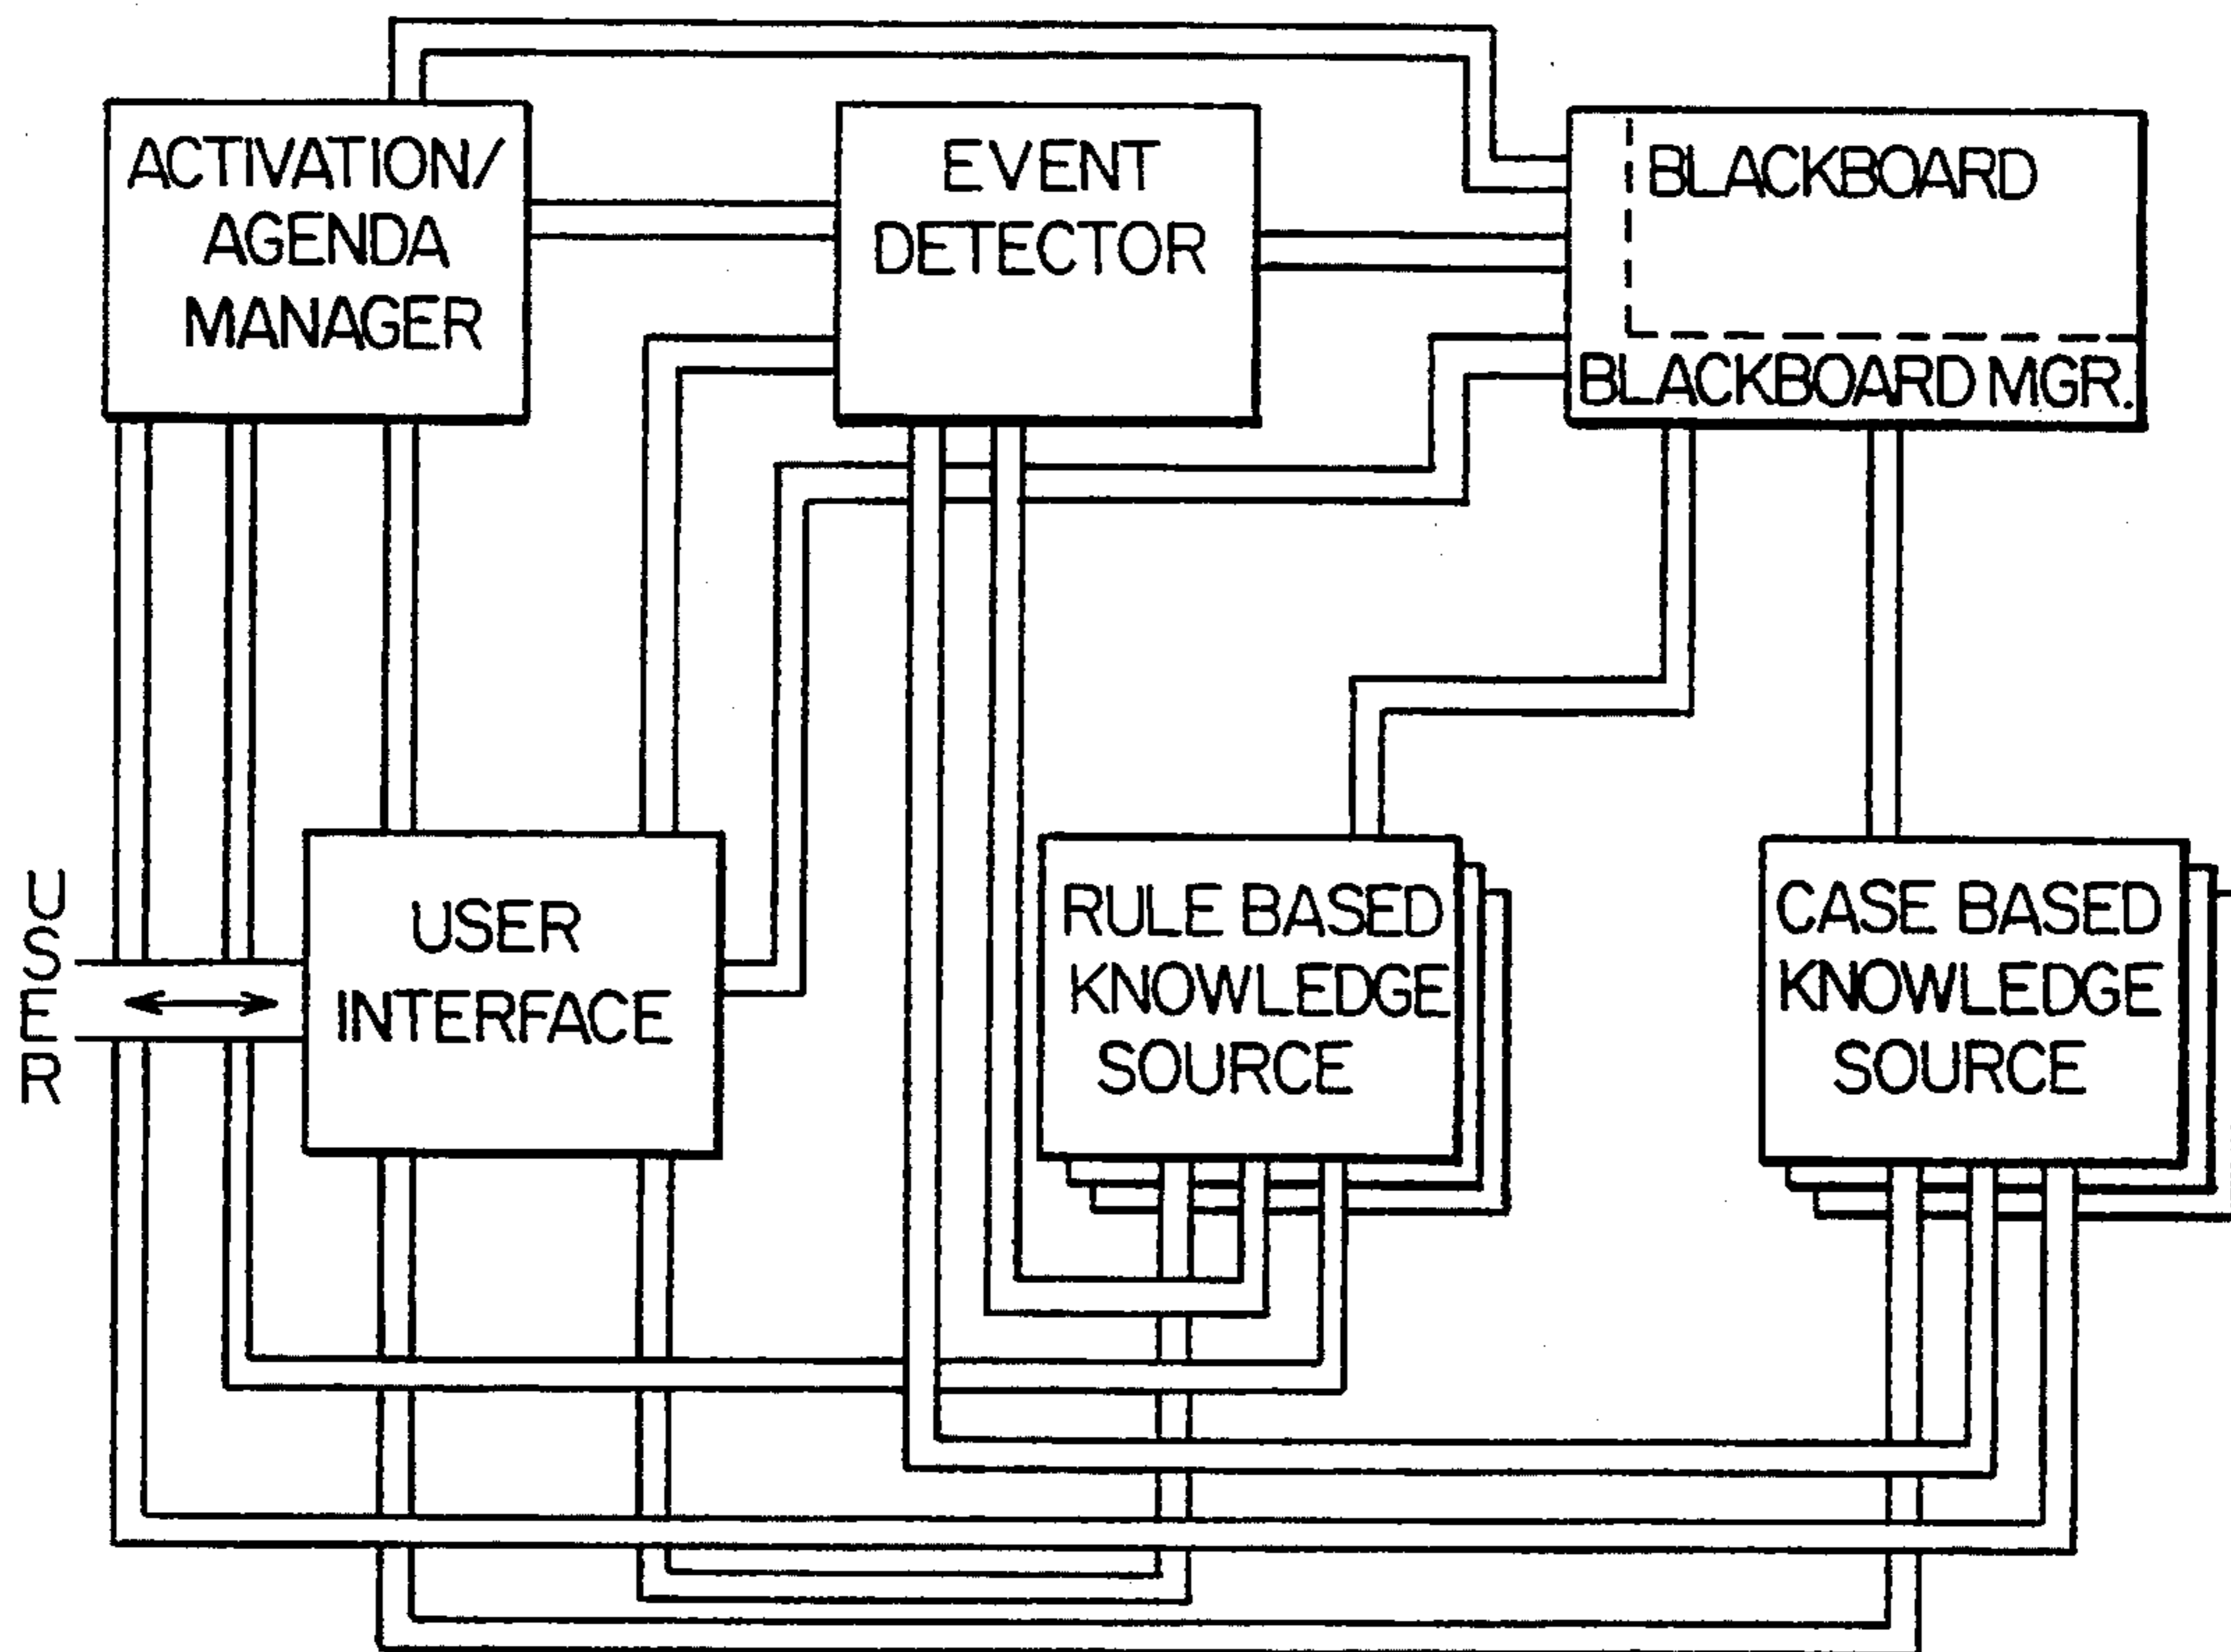 ACTIVATION/
AGENDA
MANAGER
EVENT
DETECTOR
BLACKBOARD
BLACKBOARD MGR.
USER
USER
INTERFACE
RULE BASED
KNOWLEDGE
SOURCE
CASE BASED
KNOWLEDGE
SOURCE